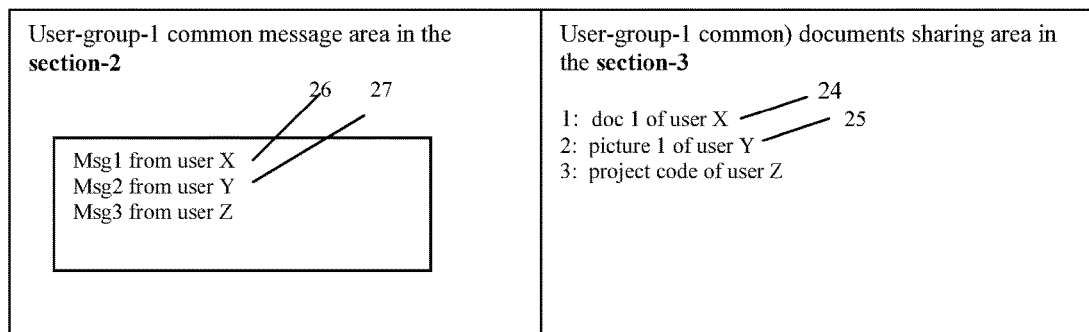 User-group-1 common message area in the
section-2
26 27
Msg1 from user X
Msg2 from user Y
Msg3 from user Z
User-group-1 common) documents sharing area in
the section-3
24
1: doc 1 of user X
25
2: picture 1 of user Y
3: project code of user Z